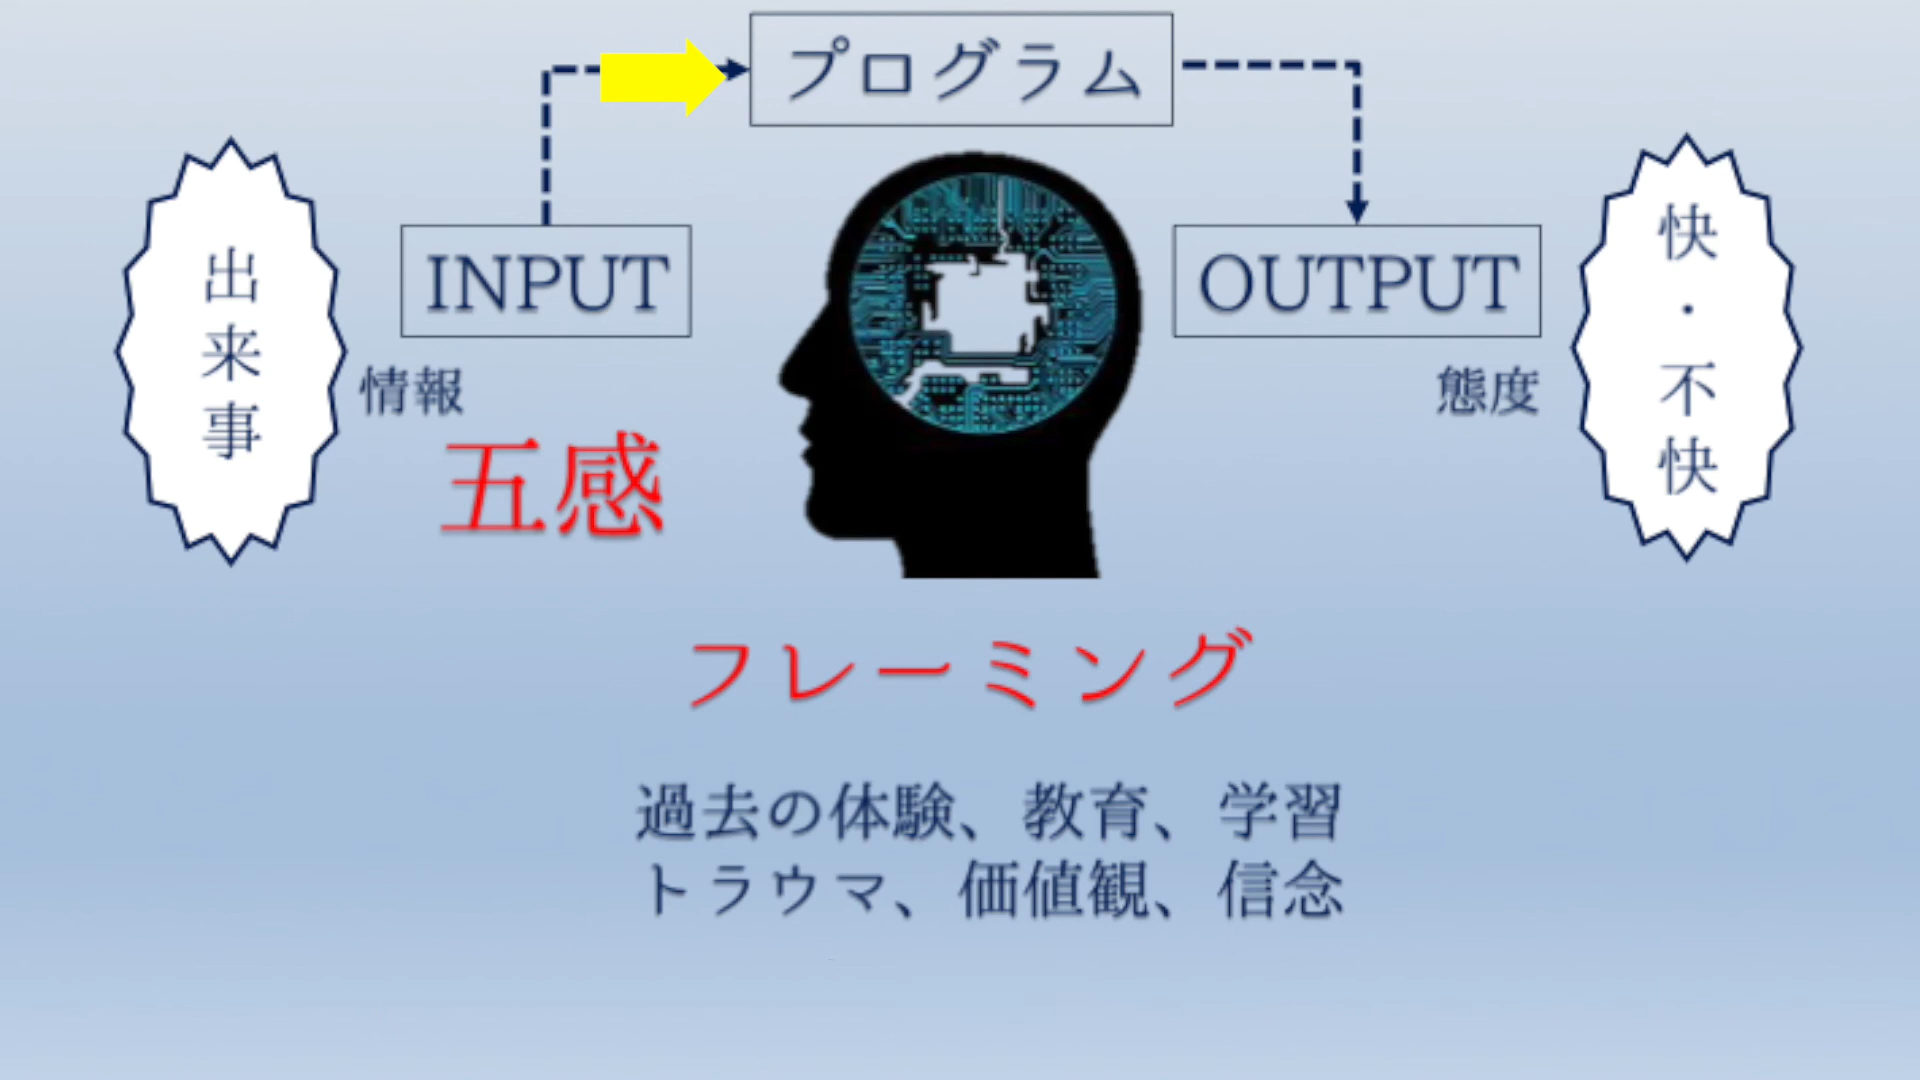 プログラム
出来事
INPUT
OUTPUT
快・不快
情報
態度
五感
フレーミング
過去の体験、教育、学習
トラウマ、価値観、信念